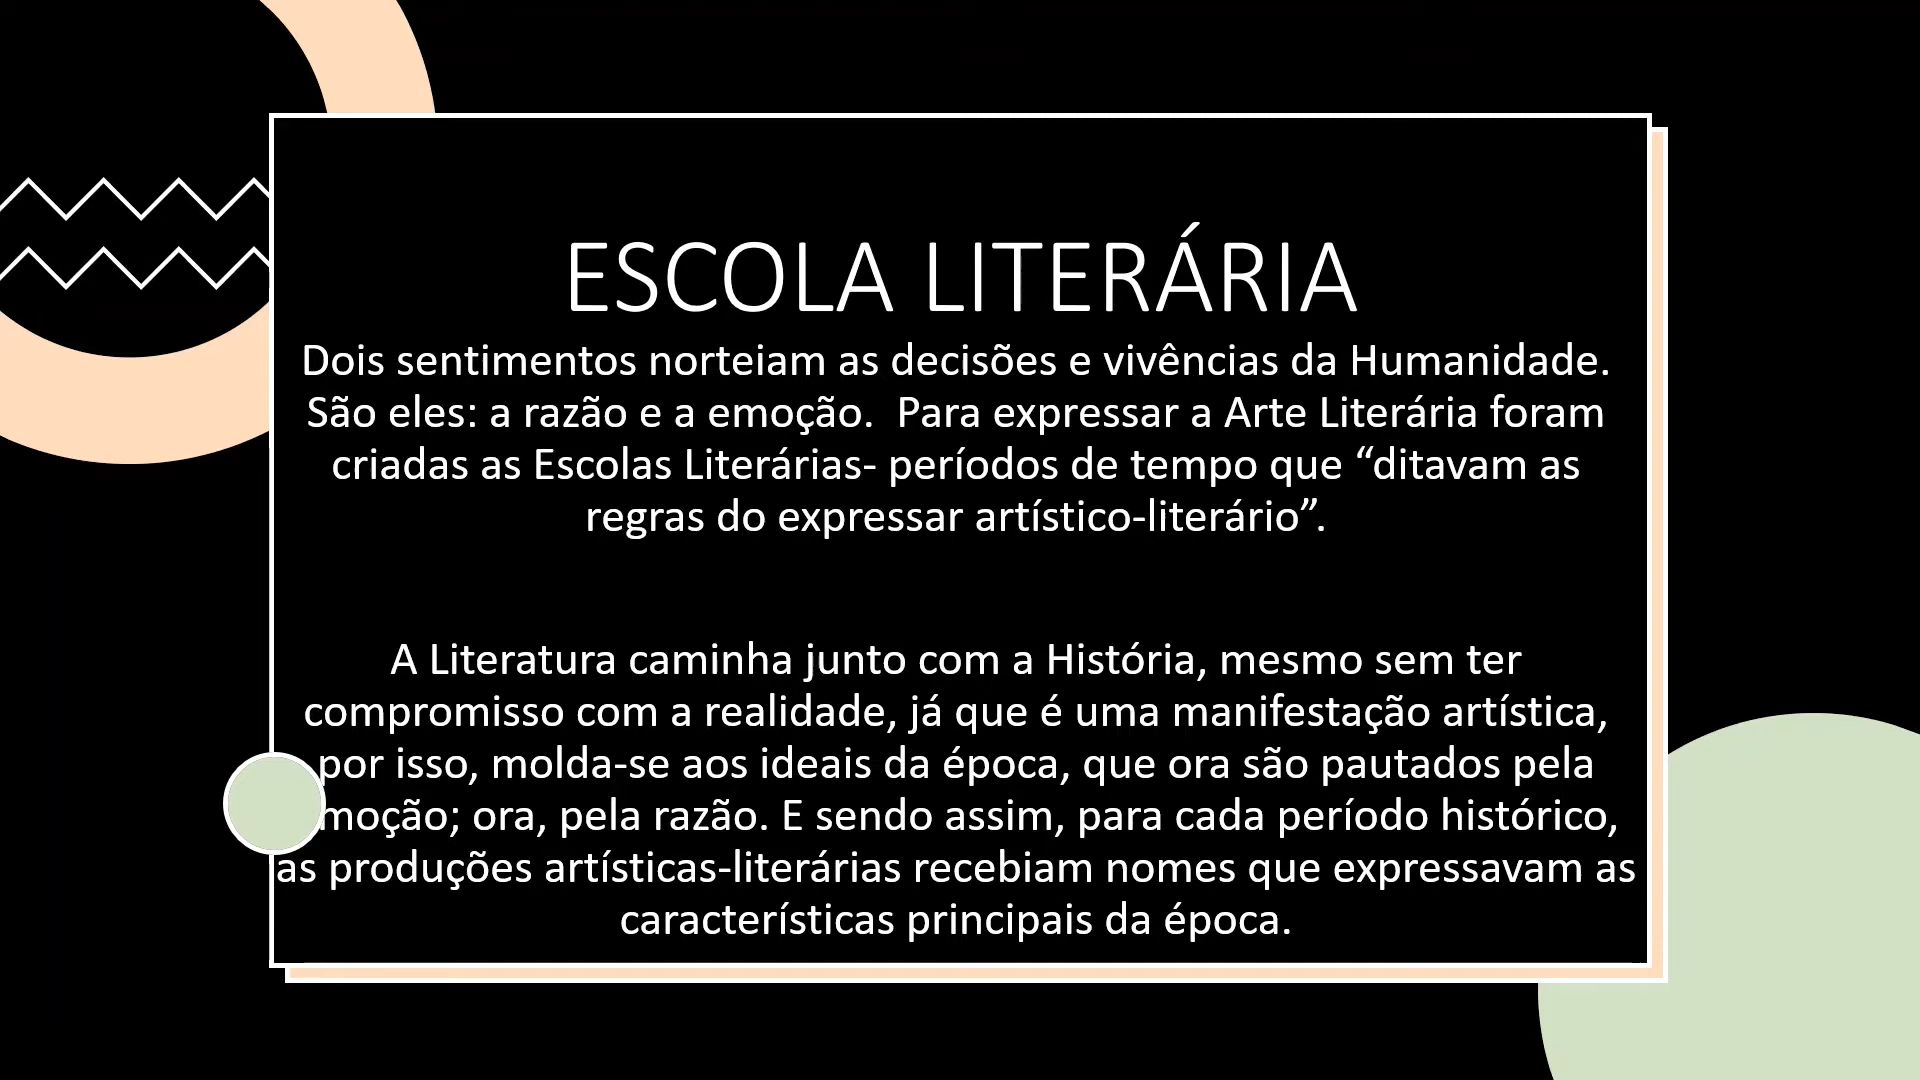 ESCOLA LITERÁRIA
Dois sentimentos norteiam as decisões e vivências da Humanidade.
São eles: a razão e a emoção.  Para expressar a Arte Literária foram
criadas as Escolas Literárias- períodos de tempo que “ditavam as
regras do expressar artístico-literário”.
A Literatura caminha junto com a História, mesmo sem ter
compromisso com a realidade, já que é uma manifestação artística,
por isso, molda-se aos ideais da época, que ora são pautados pela
moção; ora, pela razão. E sendo assim, para cada período histórico,
as produções artísticas-literárias recebiam nomes que expressavam as
características principais da época.